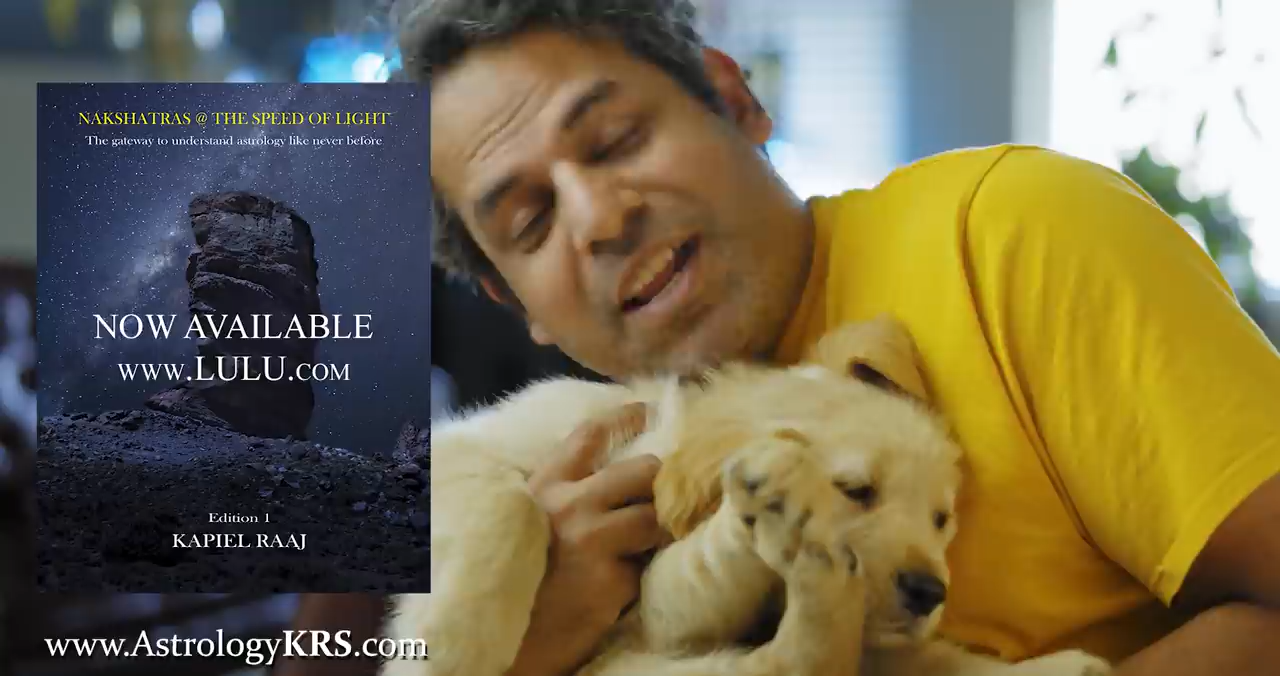 NAKSHATRAS @ THE SPEED OF LIGHT
The gateway to understand astrology like never before
NOW AVAILABLE
www.LULU.com
Edition 1
KAPIEL RAAJ
www.AstrologyKRS.com